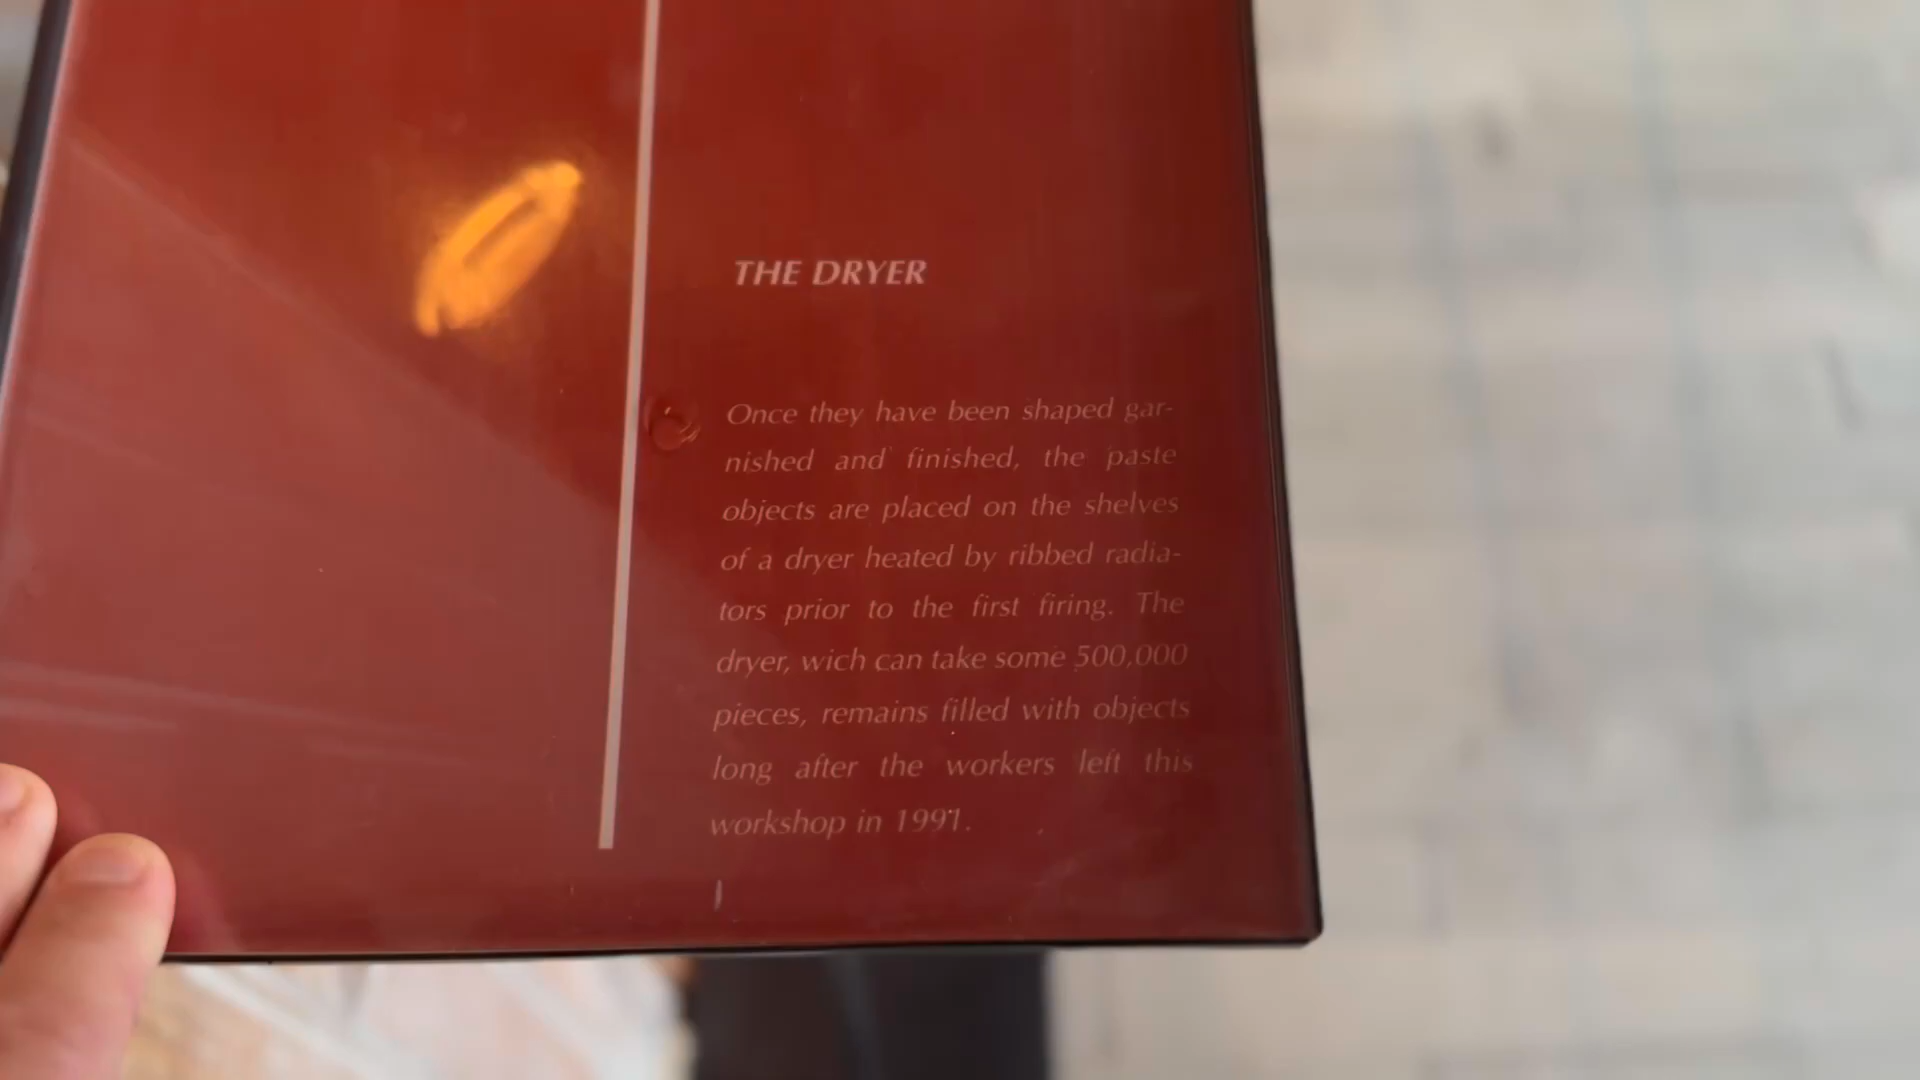 THE DRYER
Once they have been shaped gar-
nished and finished, the paste
objects are placed on the shelves
of a dryer heated by ribbed radia-
tors prior to the first firing. The
dryer, wich can take some 500,000
pieces, remains filled with objects
long after the workers left this
workshop in 1991.